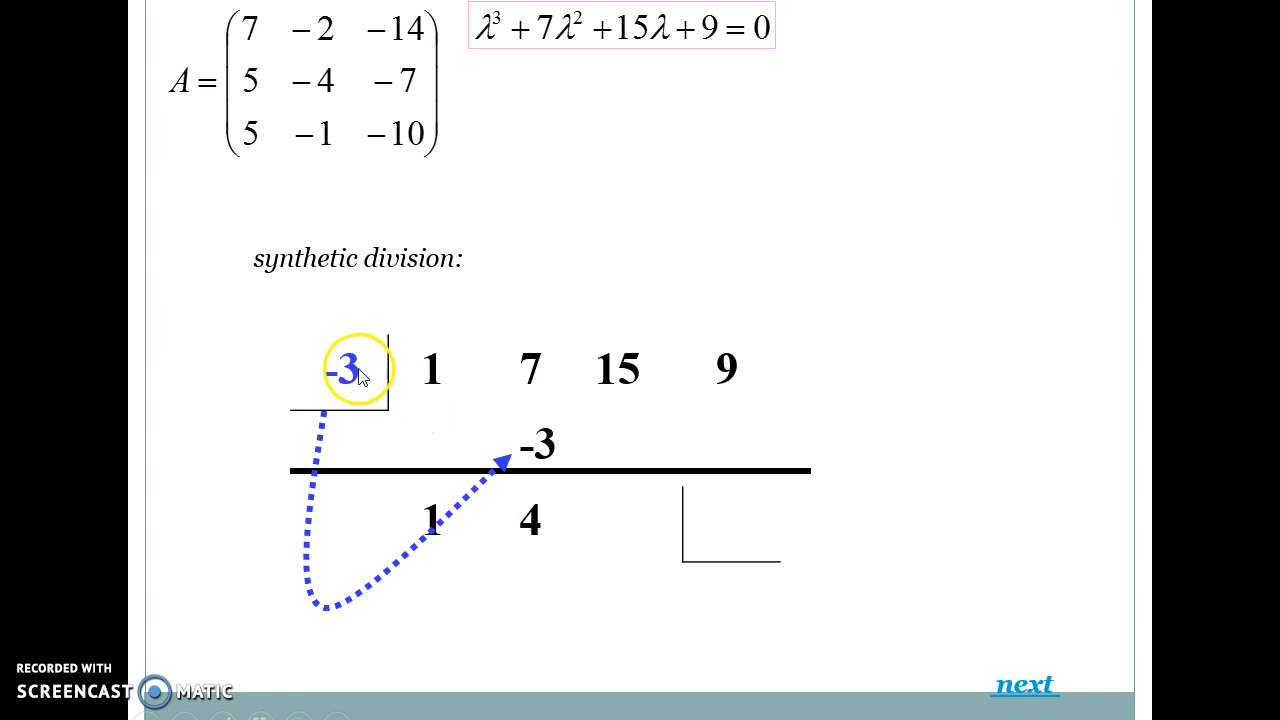 A = ( 7 −2 −14
5 −4 −7
5 −1 −10 )
λ³ + 7λ² + 15λ + 9 = 0
synthetic division:
-3 1 7 15 9
-3
1 4
next
RECORDED WITH
SCREENCAST MATIC